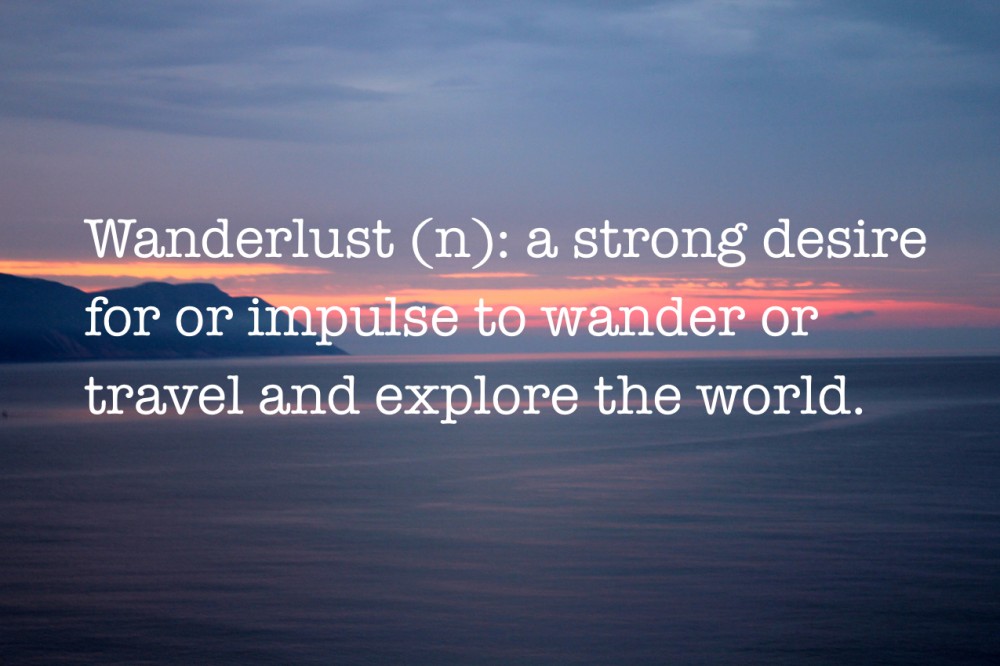 Wanderlust (n): a strong desire
for or impulse to wander or
travel and explore the world.